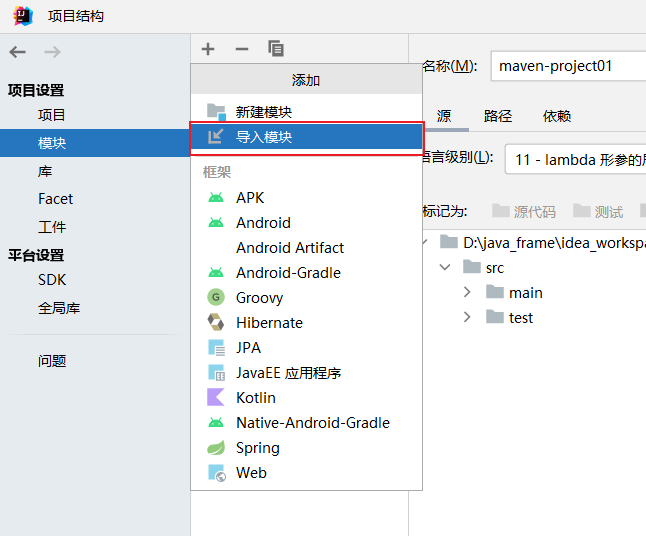 项目结构
项目设置
项目
模块
库
Facet
工件
平台设置
SDK
全局库
问题
添加
新建模块
导入模块
框架
APK
Android
Android Artifact
Android-Gradle
Groovy
Hibernate
JPA
JavaEE 应用程序
Kotlin
Native-Android-Gradle
Spring
Web
名称(M): maven-project01
源 路径 依赖
语言级别(L): 11 - lambda 形参的
标记为: 源代码 测试
D:\java_frame\idea_workspa
src
main
test